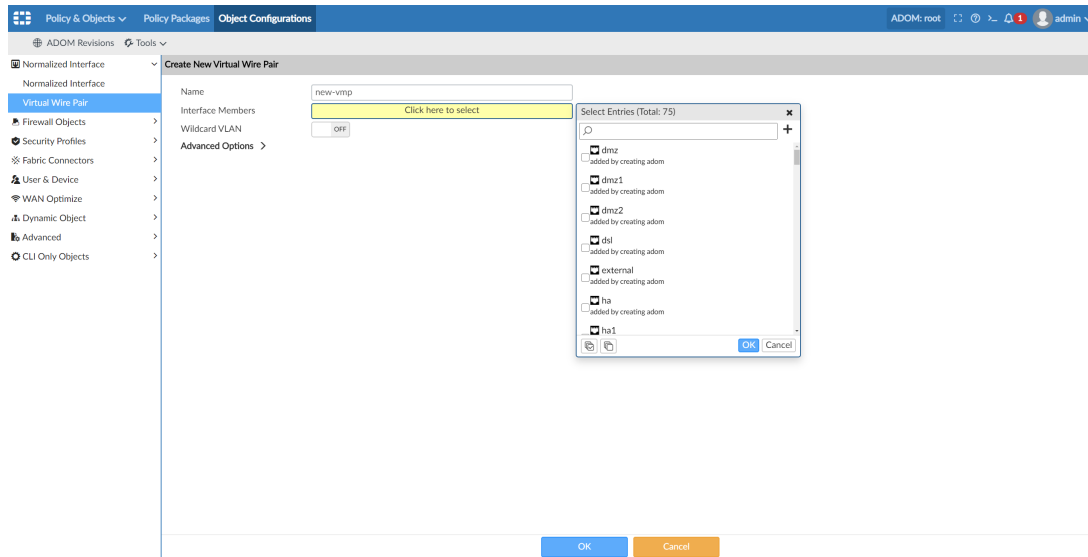 Policy & Objects
Policy Packages
Object Configurations
ADOM: root
1
admin
ADOM Revisions
Tools
Normalized Interface
Create New Virtual Wire Pair
Normalized Interface
Virtual Wire Pair
Firewall Objects
Security Profiles
Fabric Connectors
User & Device
WAN Optimize
Dynamic Object
Advanced
CLI Only Objects
Name
new-vmp
Interface Members
Click here to select
Wildcard VLAN
OFF
Advanced Options
Select Entries (Total: 75)
dmz
added by creating adom
dmz1
added by creating adom
dmz2
added by creating adom
dsl
added by creating adom
external
added by creating adom
ha
added by creating adom
ha1
OK
Cancel
OK
Cancel